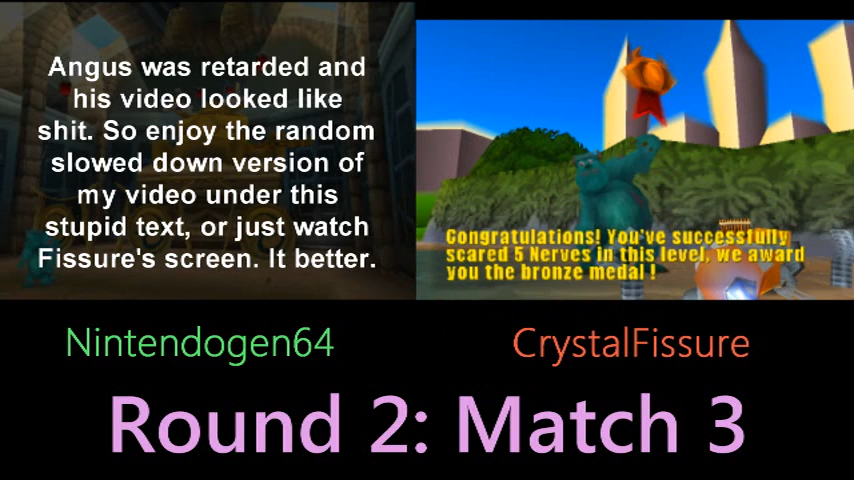 Angus was retarded and
his video looked like
shit. So enjoy the random
slowed down version of
my video under this
stupid text, or just watch
Fissure's screen. It better.
Congratulations! You've successfully
scared 5 Nerves in this level, we award
you the bronze medal !
Nintendogen64
CrystalFissure
Round 2: Match 3